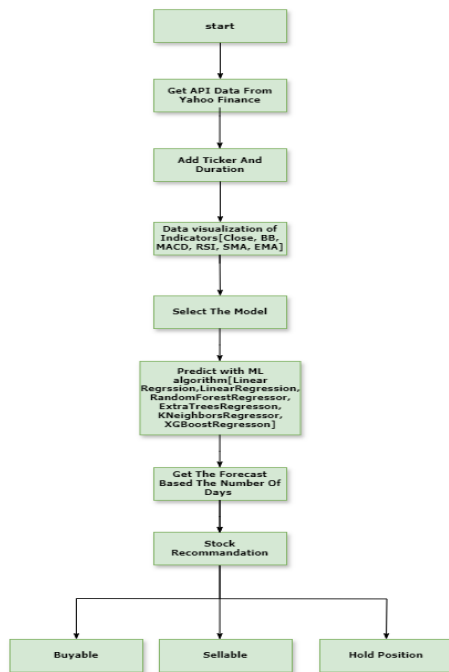 start
Get API Data From
Yahoo Finance
Add Ticker And
Duration
Data visualization of
Indicators[Close, BB,
MACD, RSI, SMA, EMA]
Select The Model
Predict with ML
algorithm[Linear
Regrssion,LinearRegression,
RandomForestRegressor,
ExtraTreesRegresson,
KNeighborsRegressor,
XGBoostRegresson]
Get The Forecast
Based The Number Of
Days
Stock
Recommandation
Buyable
Sellable
Hold Position